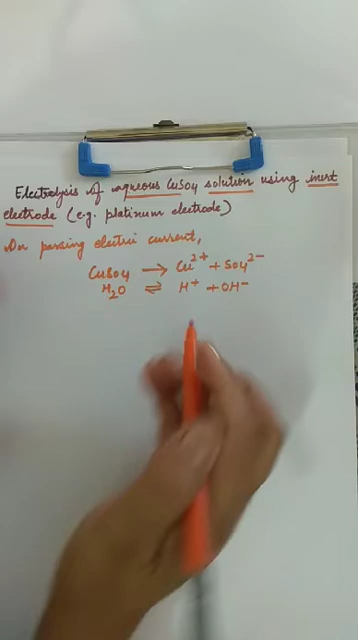 Electrolysis of aqueous CuSO4 solution using inert
electrode (e.g. platinum electrode)
On passing electric current,
CuSO4 → Cu²⁺ + SO4²⁻
H₂O ⇌ H⁺ + OH⁻